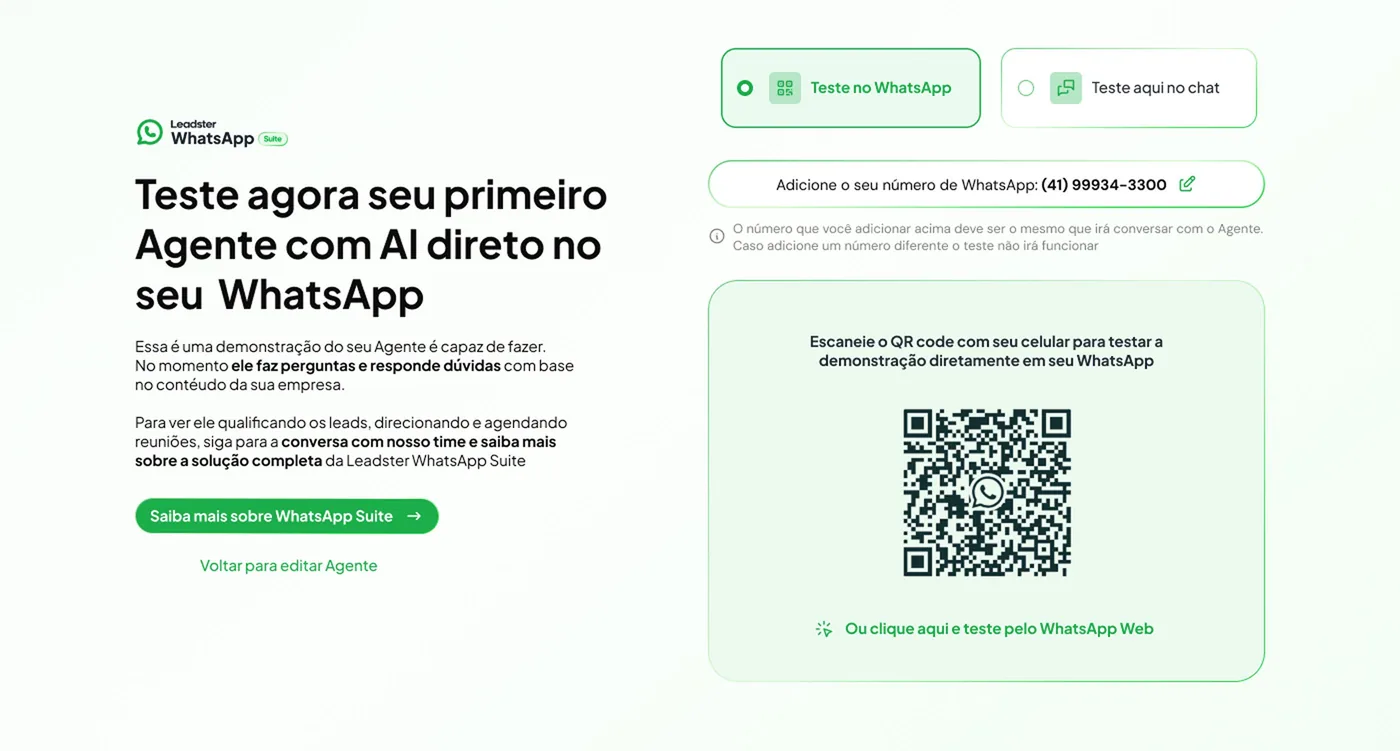 Leadster
WhatsApp Suite
Teste agora seu primeiro
Agente com AI direto no
seu WhatsApp
Essa é uma demonstração do seu Agente é capaz de fazer.
No momento ele faz perguntas e responde dúvidas com base
no contéudo da sua empresa.
Para ver ele qualificando os leads, direcionando e agendando
reuniões, siga para a conversa com nosso time e saiba mais
sobre a solução completa da Leadster WhatsApp Suite
Saiba mais sobre WhatsApp Suite →
Voltar para editar Agente
Teste no WhatsApp
Teste aqui no chat
Adicione o seu número de WhatsApp: (41) 99934-3300
O número que você adicionar acima deve ser o mesmo que irá conversar com o Agente.
Caso adicione um número diferente o teste não irá funcionar
Escaneie o QR code com seu celular para testar a
demonstração diretamente em seu WhatsApp
Ou clique aqui e teste pelo WhatsApp Web